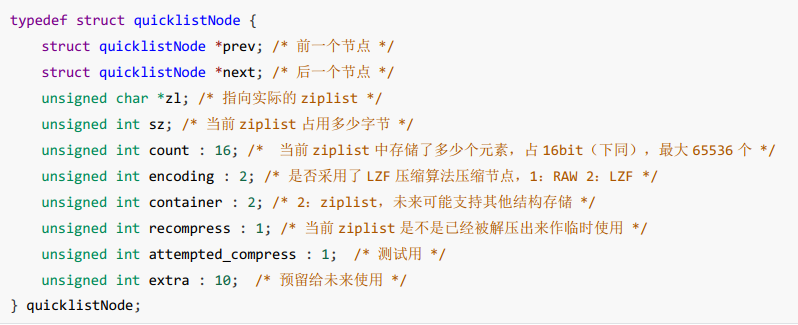 typedef struct quicklistNode {
struct quicklistNode *prev; /* 前一个节点 */
struct quicklistNode *next; /* 后一个节点 */
unsigned char *zl; /* 指向实际的 ziplist */
unsigned int sz; /* 当前 ziplist 占用多少字节 */
unsigned int count : 16; /* 当前 ziplist 中存储了多少个元素，占 16bit（下同），最大 65536 个 */
unsigned int encoding : 2; /* 是否采用了 LZF 压缩算法压缩节点，1：RAW 2：LZF */
unsigned int container : 2; /* 2：ziplist，未来可能支持其他结构存储 */
unsigned int recompress : 1; /* 当前 ziplist 是不是已经被解压出来作临时使用 */
unsigned int attempted_compress : 1; /* 测试用 */
unsigned int extra : 10; /* 预留给未来使用 */
} quicklistNode;